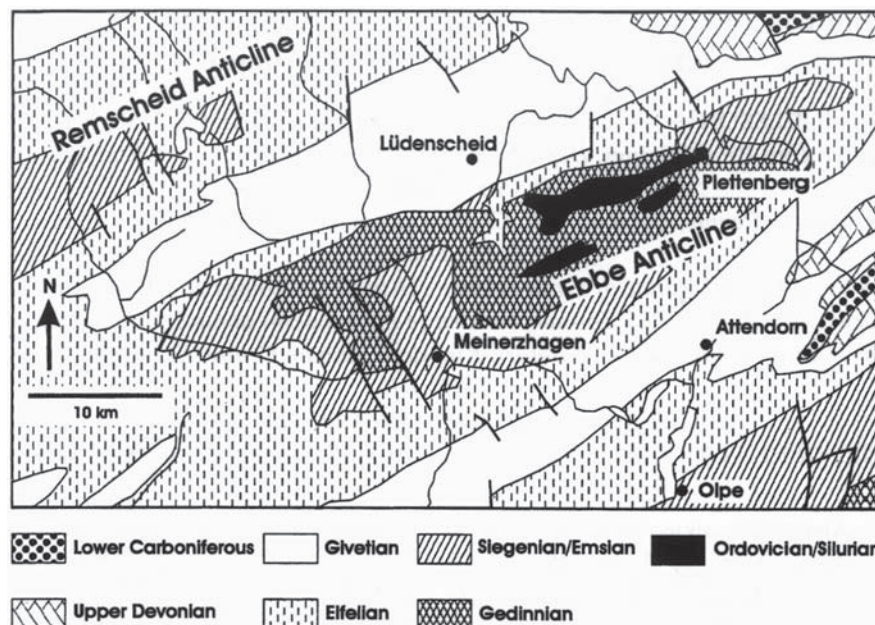 Remscheid Anticline
Lüdenscheid
Plettenberg
Ebbe Anticline
N
Meinerzhagen
Attendorn
10 km
Olpe
Lower Carboniferous
Givetian
Siegenian/Emsian
Ordovician/Silurian
Upper Devonian
Eifelian
Gedinnian